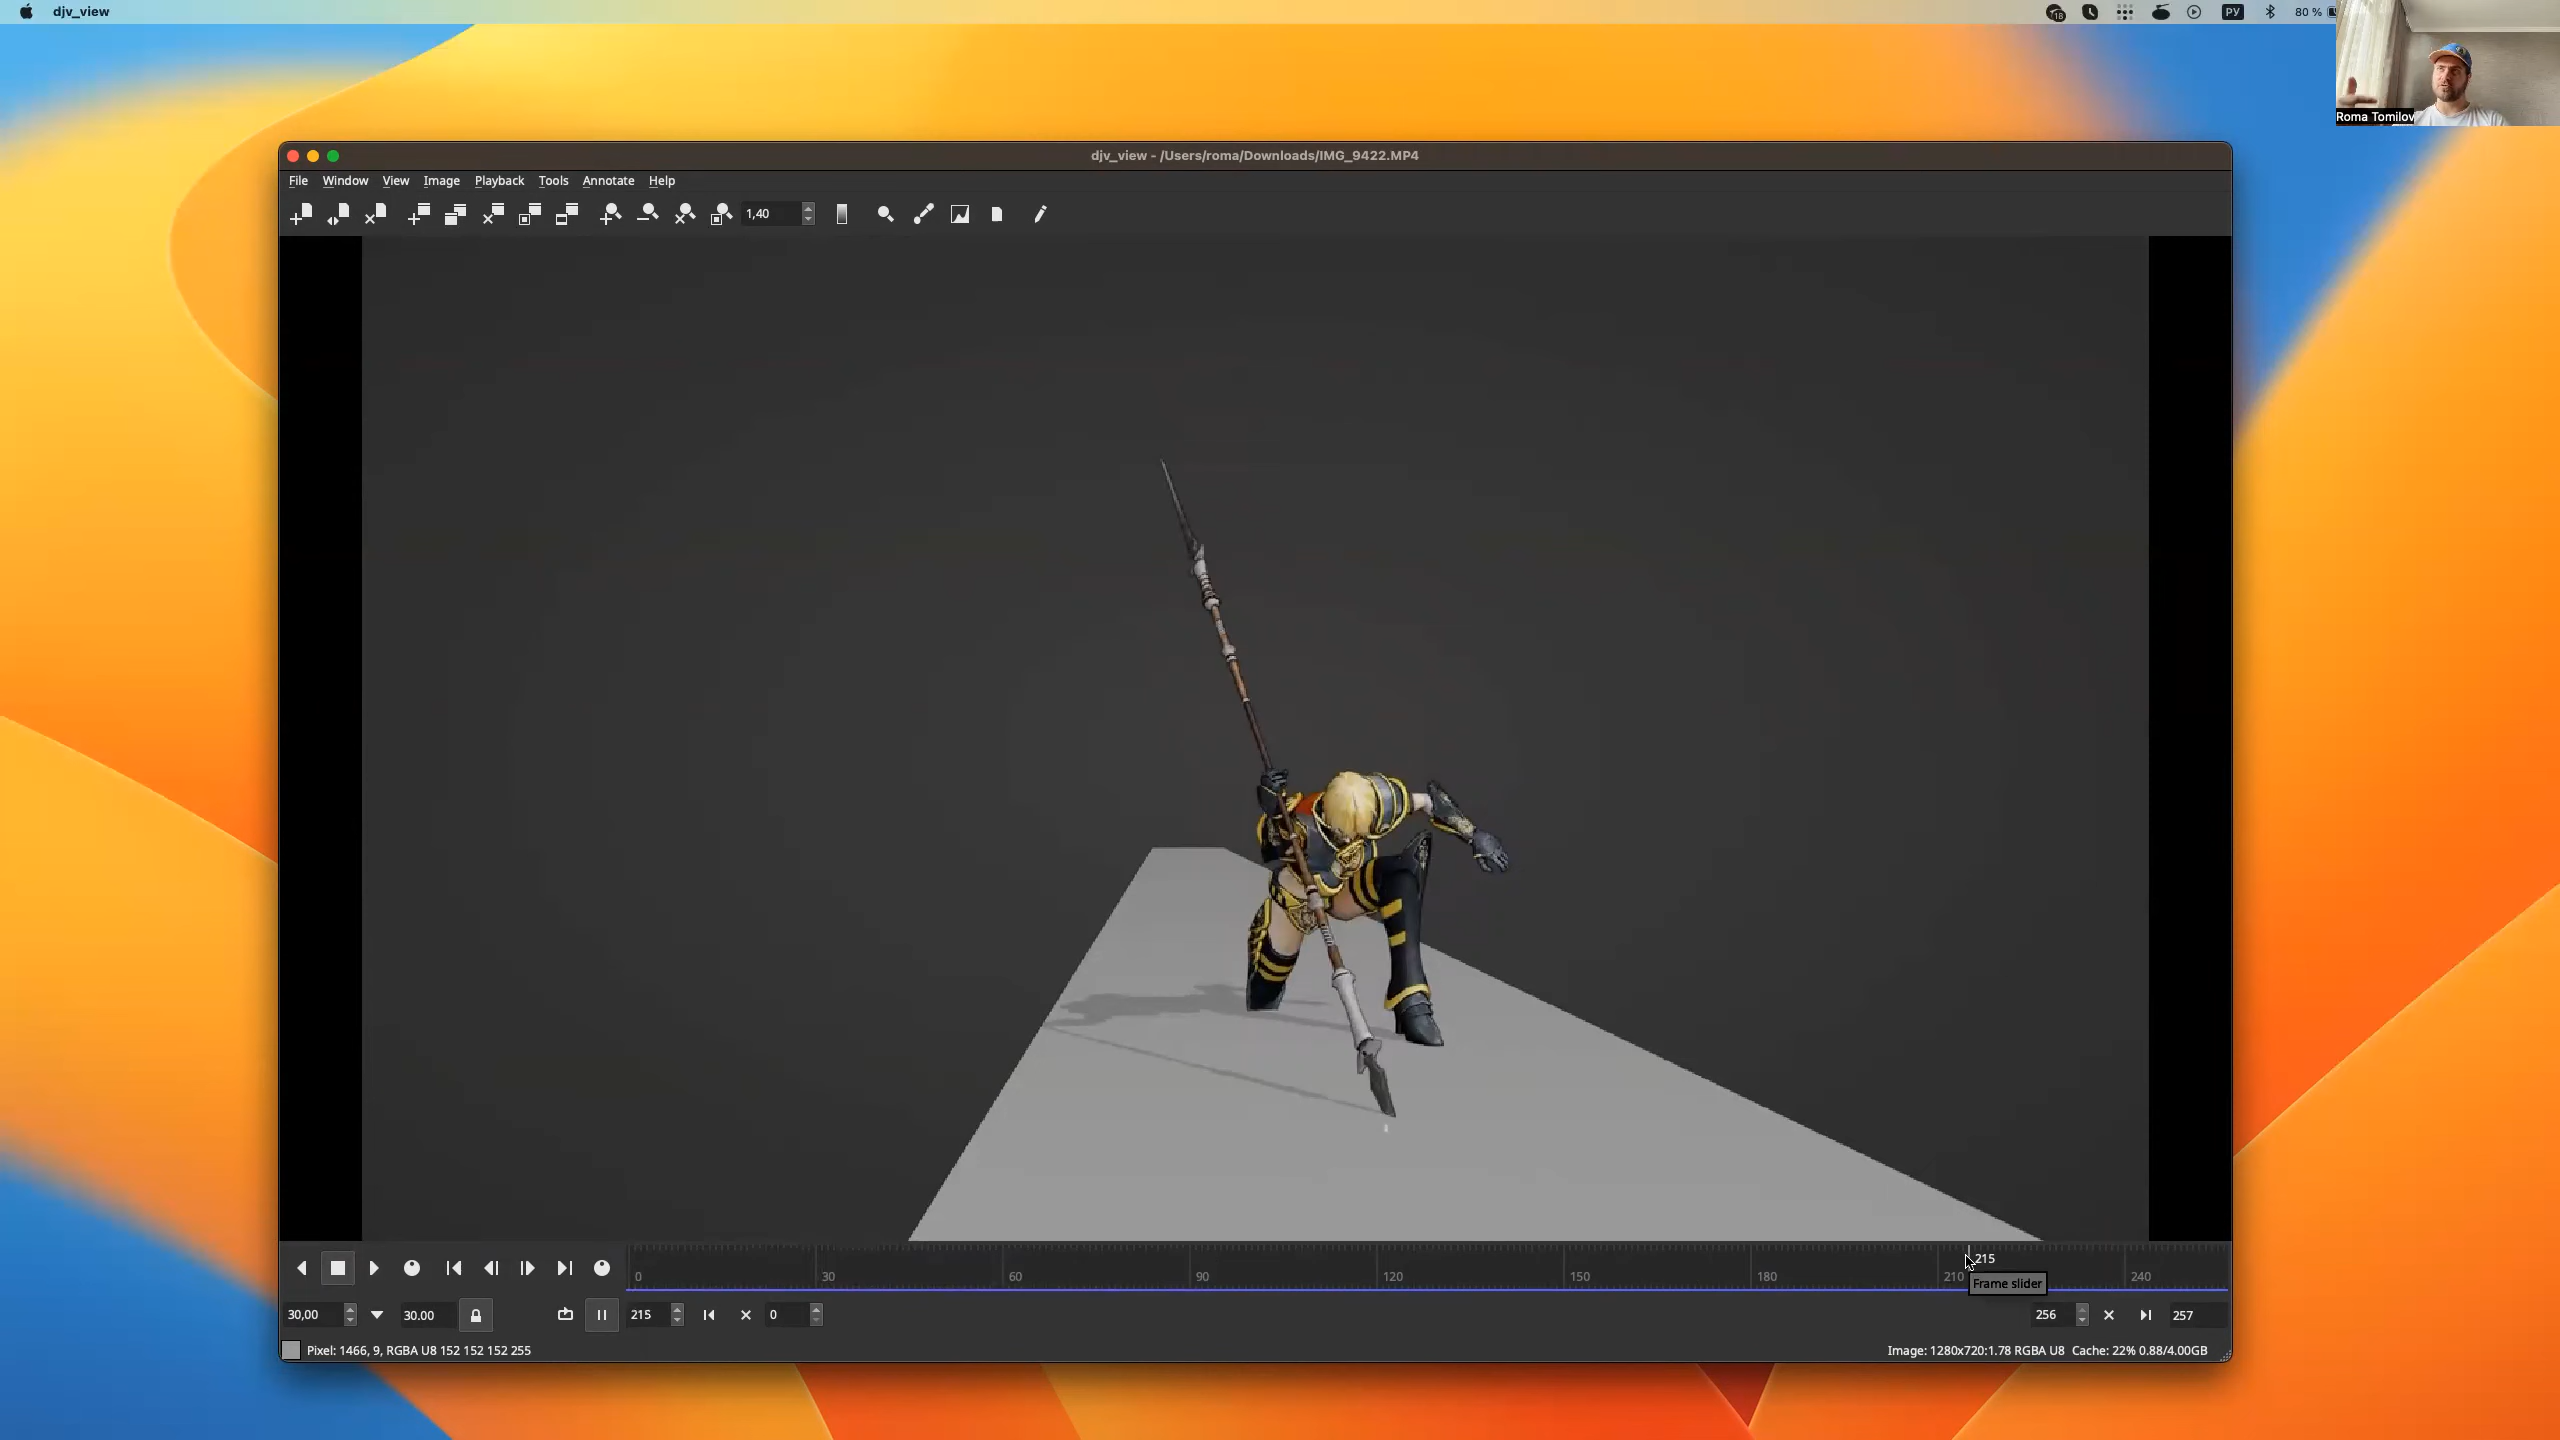 djv_view
18
РУ
80 %
Roma Tomilov
djv_view - /Users/roma/Downloads/IMG_9422.MP4
File Window View Image Playback Tools Annotate Help
1,40
215
0 30 60 90 120 150 180 210 240
Frame slider
30,00 30.00 215 0 256 257
Pixel: 1466, 9, RGBA U8 152 152 152 255
Image: 1280x720:1.78 RGBA U8 Cache: 22% 0.88/4.00GB